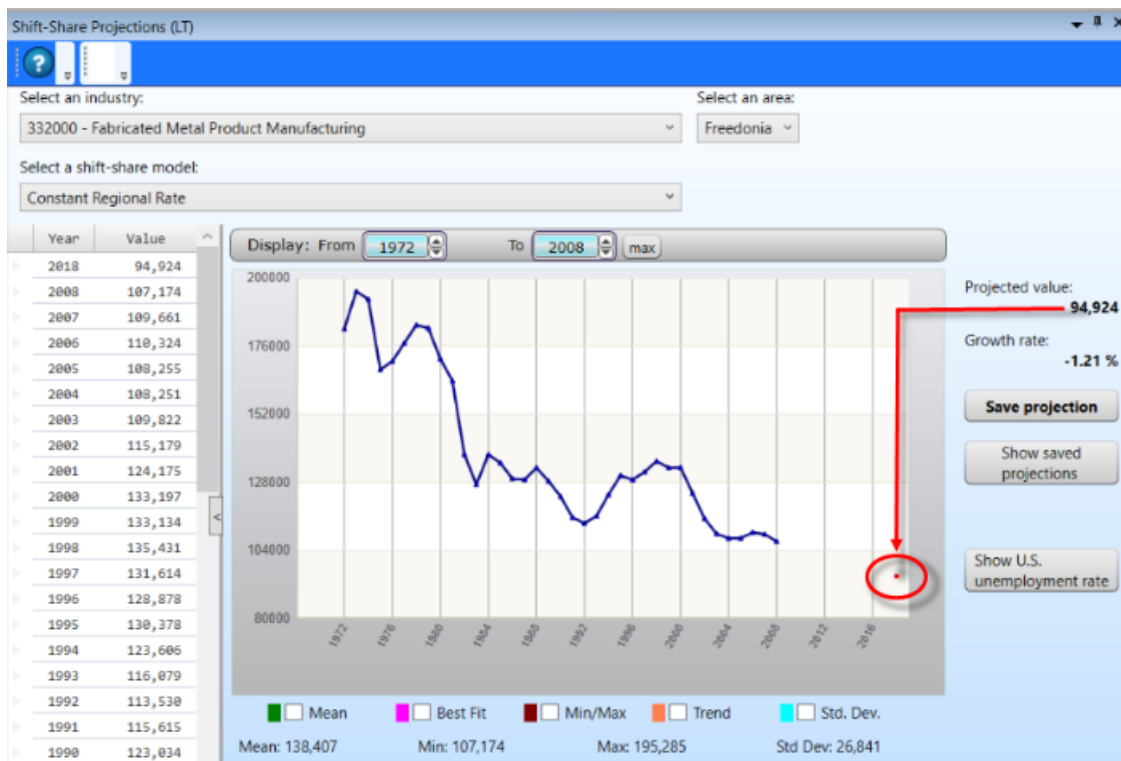 Shift-Share Projections (LT)
?
Select an industry:
Select an area:
332000 - Fabricated Metal Product Manufacturing
Freedonia
Select a shift-share model:
Constant Regional Rate
Year Value
2018 94,924
2008 107,174
2007 109,661
2006 110,324
2005 108,255
2004 108,251
2003 109,822
2002 115,179
2001 124,175
2000 133,197
1999 133,134
1998 135,431
1997 131,614
1996 128,878
1995 130,378
1994 123,606
1993 116,079
1992 113,530
1991 115,615
1990 123,034
<
Display: From 1972 To 2008 max
200000
176000
152000
128000
104000
80000
1972 1976 1980 1984 1988 1992 1996 2000 2004 2008 2012 2016
Projected value:
94,924
Growth rate:
-1.21 %
Save projection
Show saved
projections
Show U.S.
unemployment rate
Mean Best Fit Min/Max Trend Std. Dev.
Mean: 138,407 Min: 107,174 Max: 195,285 Std Dev: 26,841